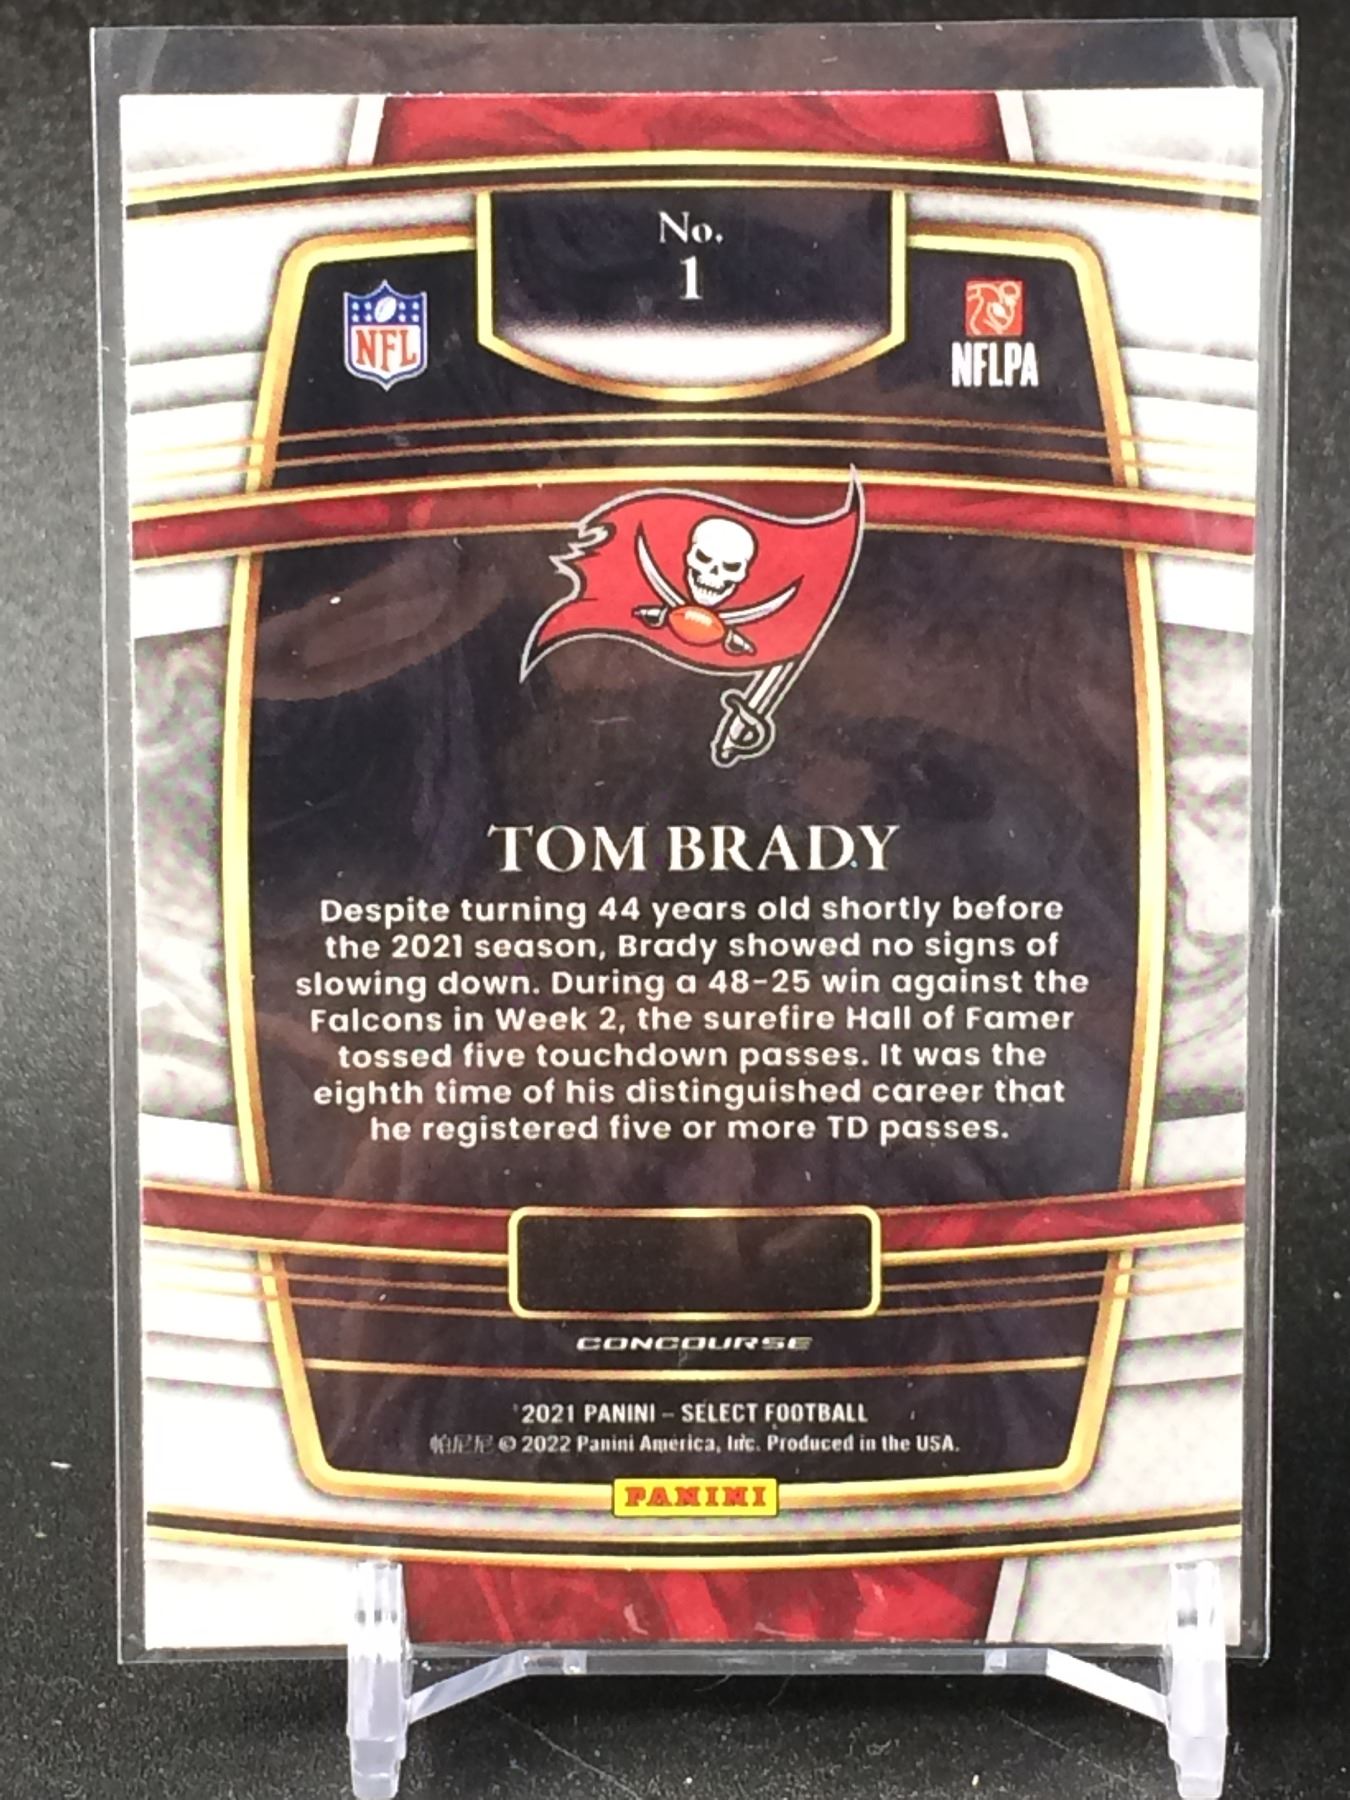 No.
1
NFL
NFLPA
TOM BRADY
Despite turning 44 years old shortly before
the 2021 season, Brady showed no signs of
slowing down. During a 48-25 win against the
Falcons in Week 2, the surefire Hall of Famer
tossed five touchdown passes. It was the
eighth time of his distinguished career that
he registered five or more TD passes.
CONCOURSE
2021 PANINI – SELECT FOOTBALL
帕尼尼 © 2022 Panini America, Inc. Produced in the USA.
PANINI